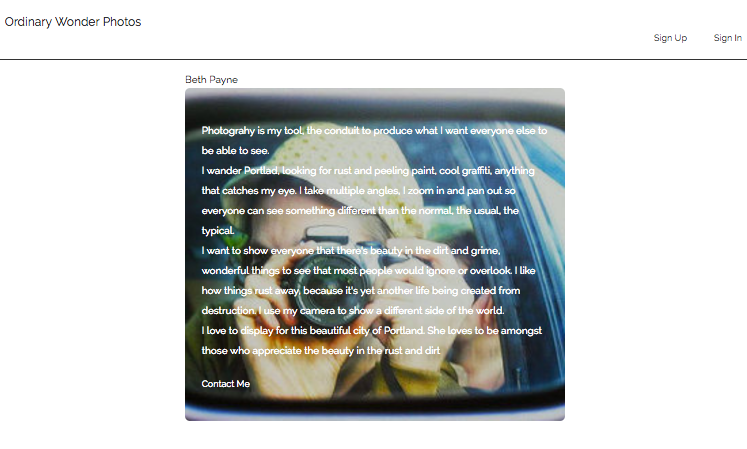 Ordinary Wonder Photos
Sign Up
Sign In
Beth Payne
Photograhy is my tool, the conduit to produce what I want everyone else to
be able to see.
I wander Portlad, looking for rust and peeling paint, cool graffiti, anything
that catches my eye. I take multiple angles, I zoom in and pan out so
everyone can see something different than the normal, the usual, the
typical.
I want to show everyone that there's beauty in the dirt and grime,
wonderful things to see that most people would ignore or overlook. I like
how things rust away, because it's yet another life being created from
destruction. I use my camera to show a different side of the world.
I love to display for this beautiful city of Portland. She loves to be amongst
those who appreciate the beauty in the rust and dirt
Contact Me